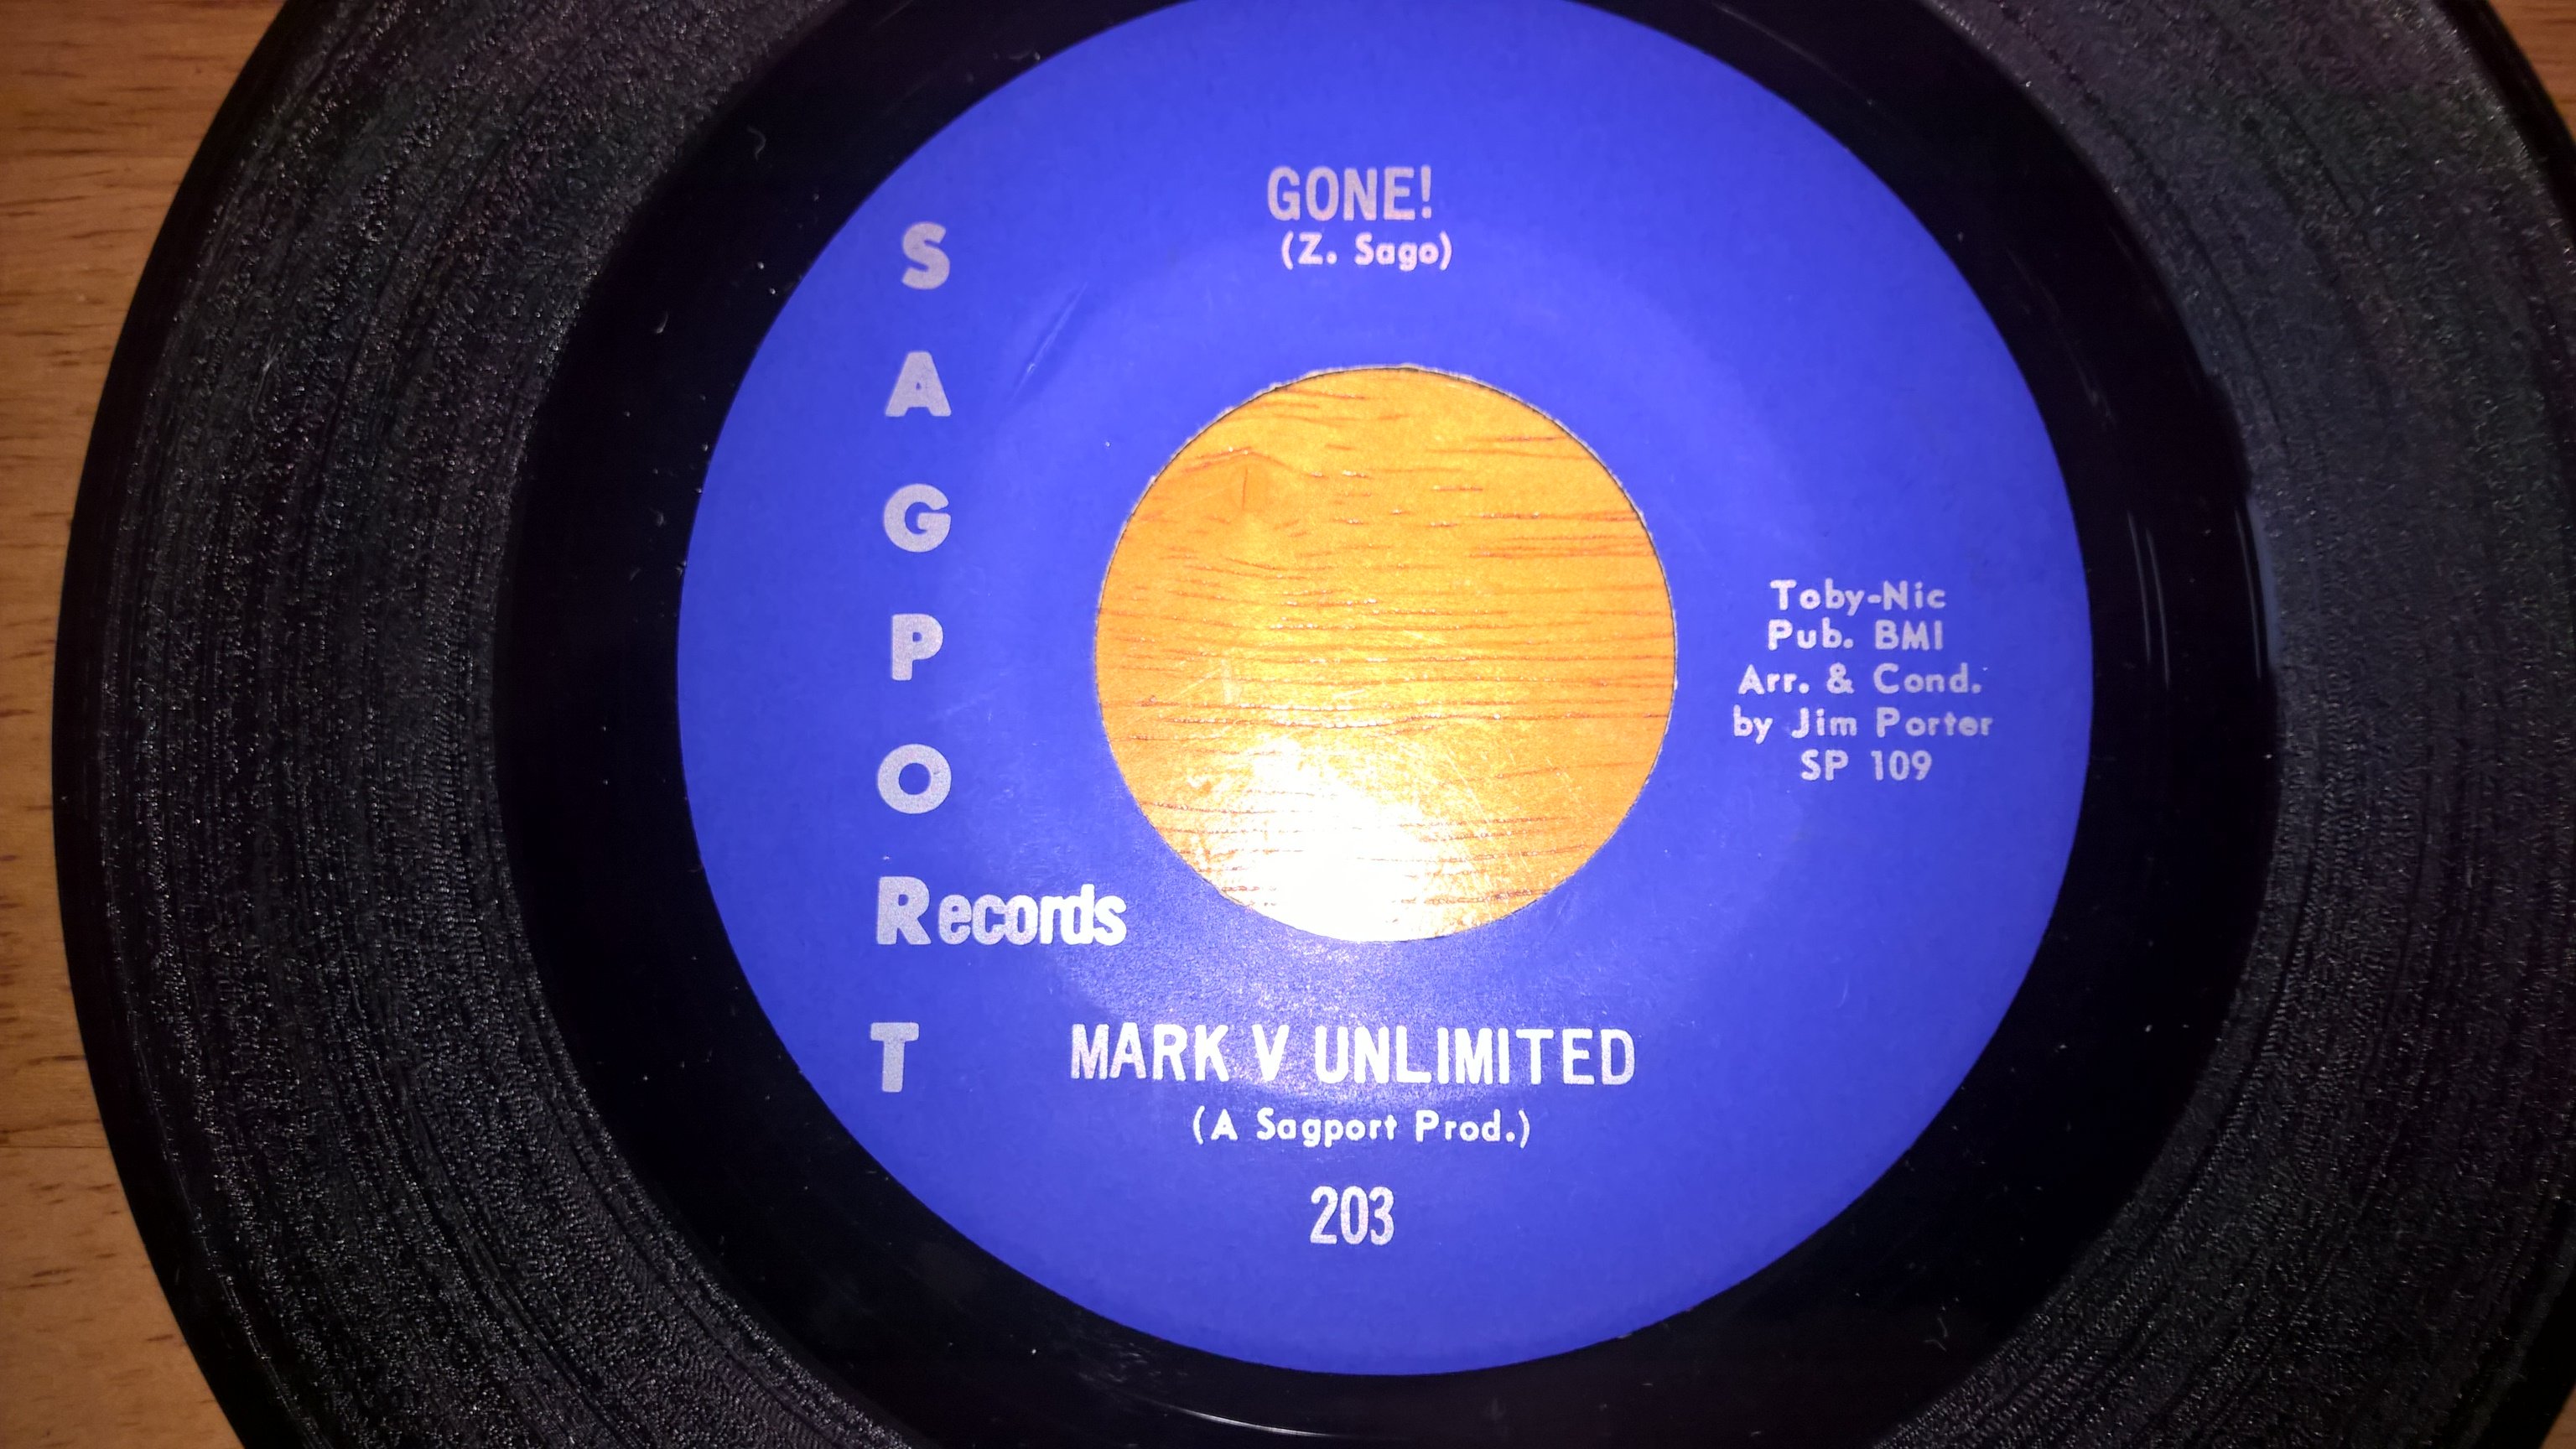 GONE!
(Z. Sago)
SAGPORT
Records
Toby-Nic
Pub. BMI
Arr. & Cond.
by Jim Porter
SP 109
MARK V UNLIMITED
(A Sagport Prod.)
203